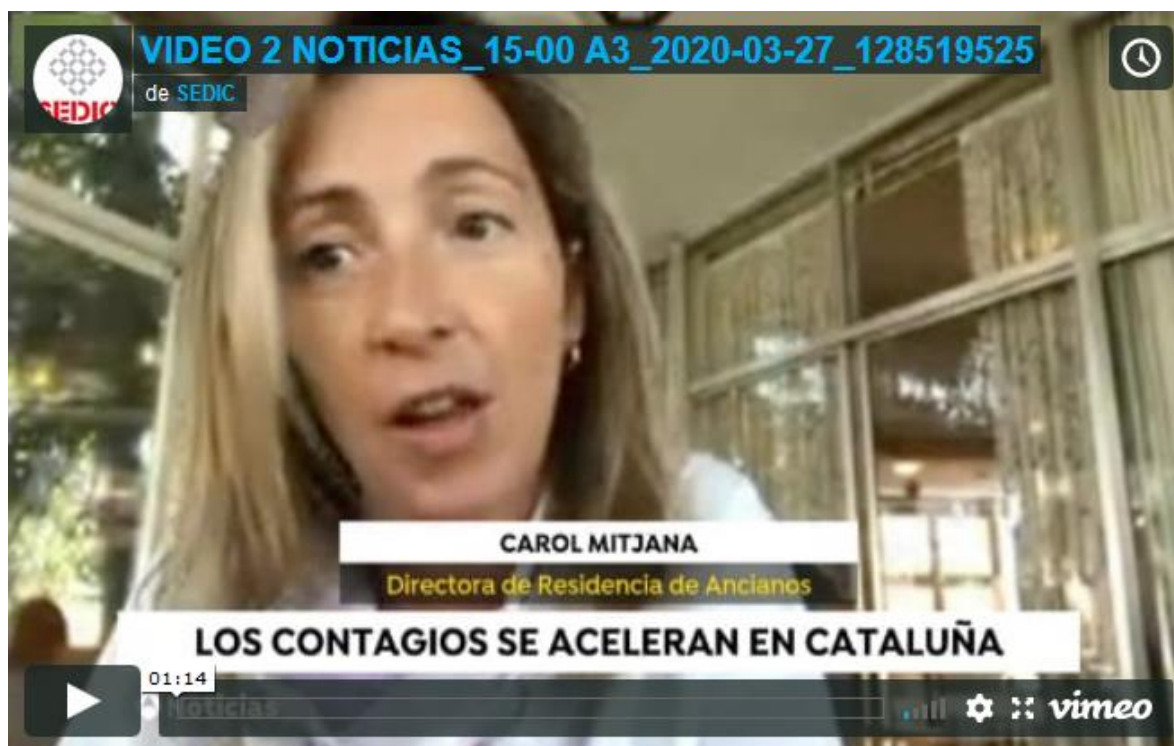 VIDEO 2 NOTICIAS_15-00 A3_2020-03-27_128519525
de SEDIC
SEDIC
CAROL MITJANA
Directora de Residencia de Ancianos
LOS CONTAGIOS SE ACELERAN EN CATALUÑA
01:14
Noticias
vimeo